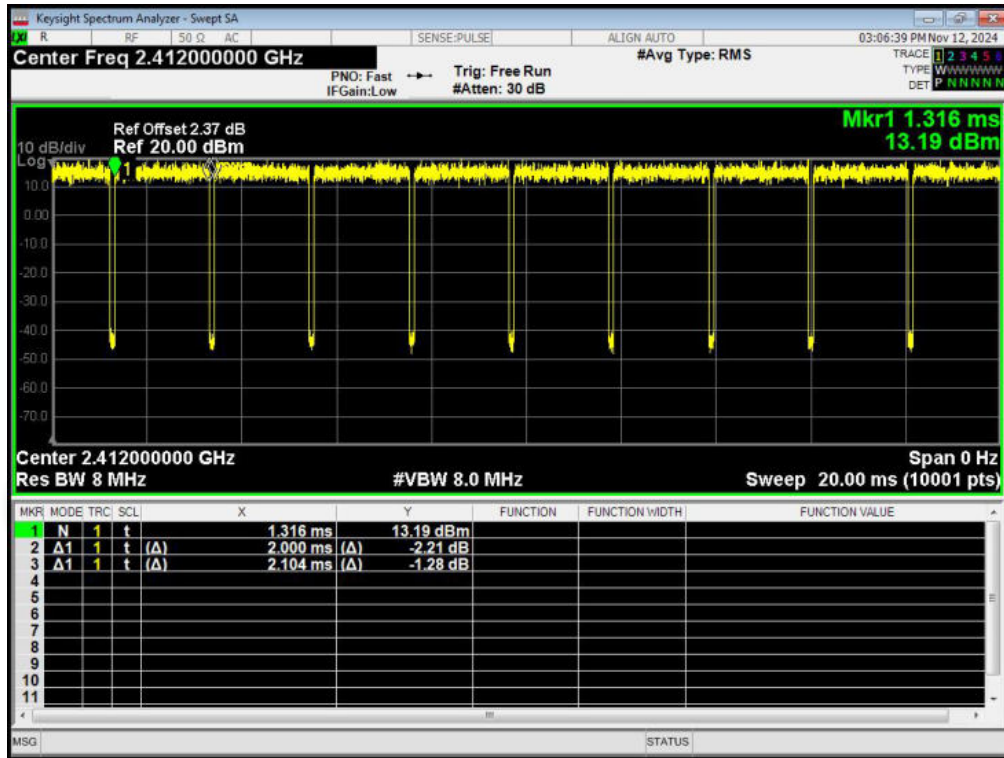 Keysight Spectrum Analyzer - Swept SA
R RF 50 Ω AC SENSE:PULSE ALIGN AUTO 03:06:39 PM Nov 12, 2024
Center Freq 2.412000000 GHz #Avg Type: RMS TRACE 1 2 3 4 5 6
PNO: Fast Trig: Free Run TYPE WWWWWW
IFGain:Low #Atten: 30 dB DET P N N N N N
Mkr1 1.316 ms
13.19 dBm
Ref Offset 2.37 dB
10 dB/div Ref 20.00 dBm
Log
1
10.0
0.00
-10.0
-20.0
-30.0
-40.0
-50.0
-60.0
-70.0
Center 2.412000000 GHz Span 0 Hz
Res BW 8 MHz #VBW 8.0 MHz Sweep 20.00 ms (10001 pts)
MKR MODE TRC SCL X Y FUNCTION FUNCTION WIDTH FUNCTION VALUE
1 N 1 t 1.316 ms 13.19 dBm
2 Δ1 1 t (Δ) 2.000 ms (Δ) -2.21 dB
3 Δ1 1 t (Δ) 2.104 ms (Δ) -1.28 dB
4
5
6
7
8
9
10
11
MSG STATUS